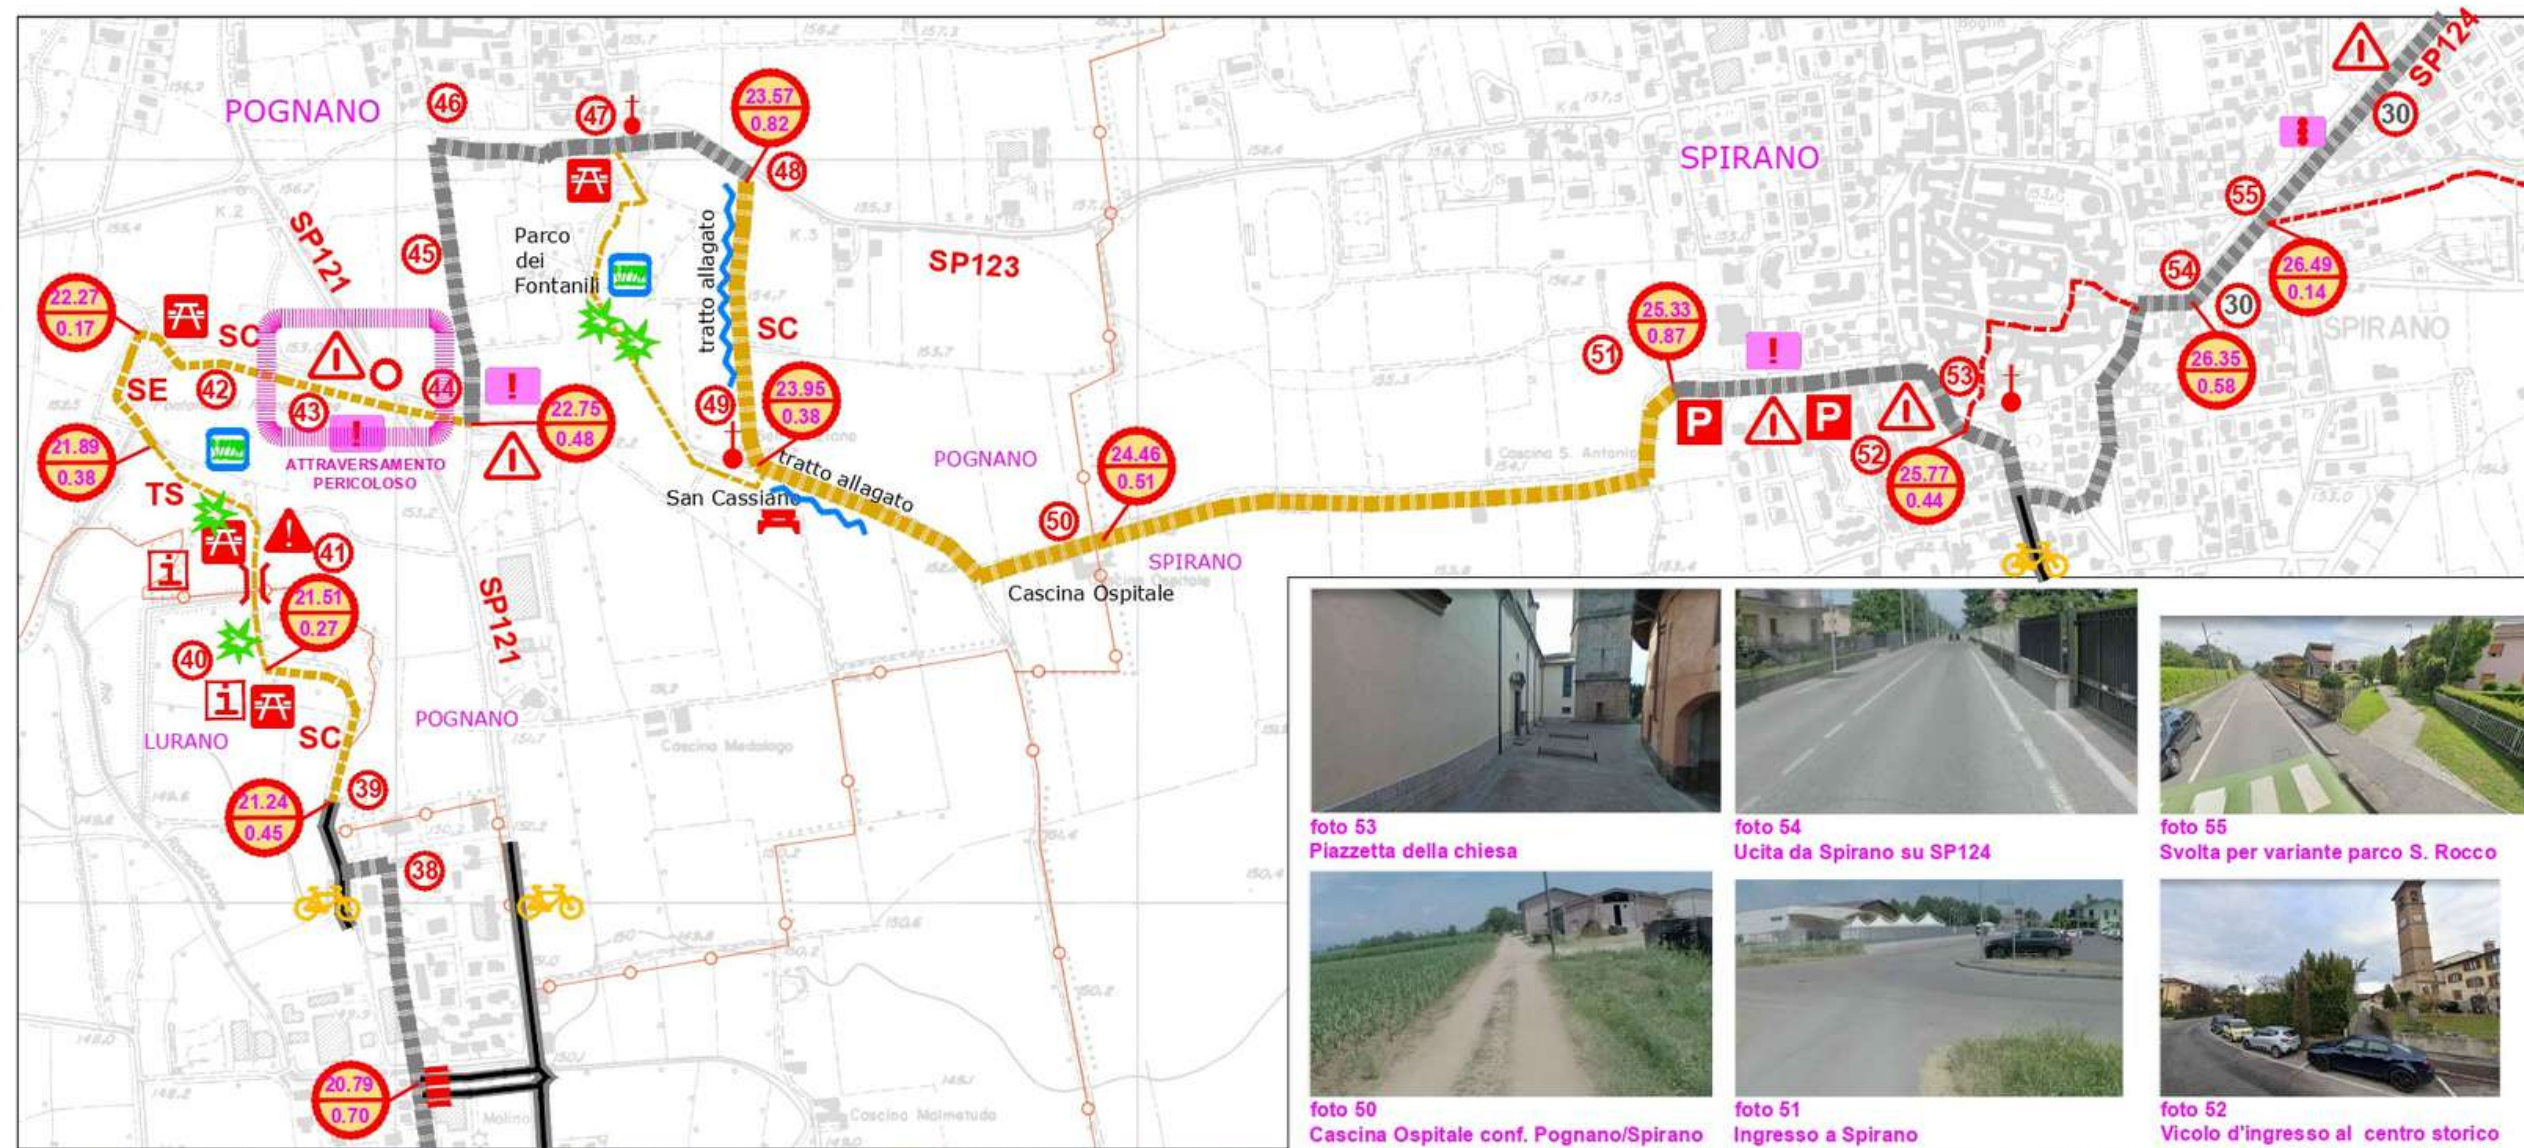 POGNANO
46
47
23.57
0.82
48
SP121
45
Parco
dei
Fontanili
tratto allagato
SP123
SC
SPIRANO
SP124
30
55
54
30
26.49
0.14
SPIRANO
26.35
0.58
22.27
0.17
SC
SE
42
43
44
ATTRAVERSAMENTO
PERICOLOSO
22.75
0.48
21.89
0.38
TS
49
23.95
0.38
tratto allagato
San Cassiano
POGNANO
24.46
0.51
50
SPIRANO
Cascina Ospitale
25.33
0.87
51
P
P
53
52
25.77
0.44
Cascina S. Antonio
i
41
21.51
0.27
SP121
40
i
SC
LURANO
POGNANO
21.24
0.45
39
38
20.79
0.70
Cascina Medalago
Molino
Cascina Malmetuda
foto 53
Piazzetta della chiesa
foto 54
Ucita da Spirano su SP124
foto 55
Svolta per variante parco S. Rocco
foto 50
Cascina Ospitale conf. Pognano/Spirano
foto 51
Ingresso a Spirano
foto 52
Vicolo d'ingresso al centro storico